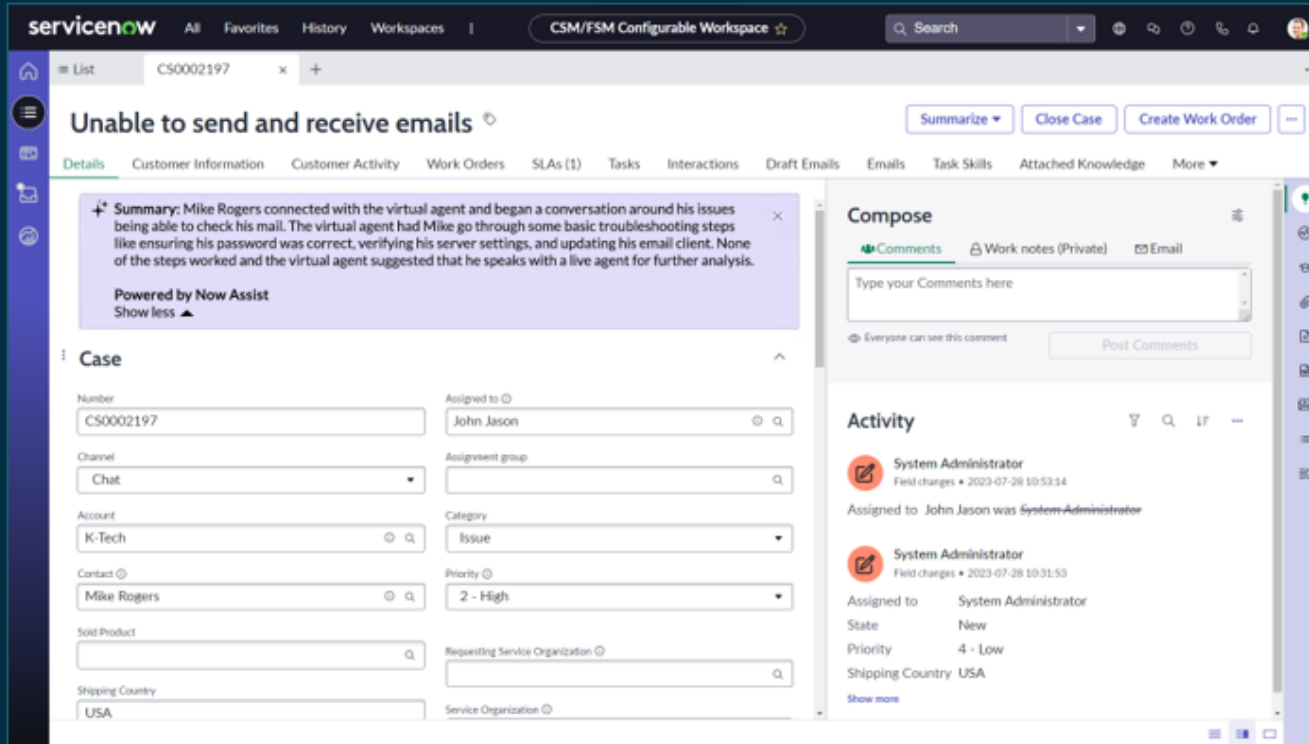 servicenow All Favorites History Workspaces CSM/FSM Configurable Workspace Search
List CS0002197
Unable to send and receive emails Summarize Close Case Create Work Order
Details Customer Information Customer Activity Work Orders SLAs (1) Tasks Interactions Draft Emails Emails Task Skills Attached Knowledge More
Summary: Mike Rogers connected with the virtual agent and began a conversation around his issues
being able to check his mail. The virtual agent had Mike go through some basic troubleshooting steps
like ensuring his password was correct, verifying his server settings, and updating his email client. None
of the steps worked and the virtual agent suggested that he speaks with a live agent for further analysis.
Powered by Now Assist
Show less
Case
Number
CS0002197
Channel
Chat
Account
K-Tech
Contact
Mike Rogers
Sold Product
Shipping Country
USA
Assigned to
John Jason
Assignment group
Category
Issue
Priority
2 - High
Requesting Service Organization
Service Organization
Compose
Comments Work notes (Private) Email
Type your Comments here
Everyone can see this comment Post Comments
Activity
System Administrator
Field changes • 2023-07-28 10:53:14
Assigned to John Jason was System Administrator
System Administrator
Field changes • 2023-07-28 10:31:53
Assigned to System Administrator
State New
Priority 4 - Low
Shipping Country USA
Show more